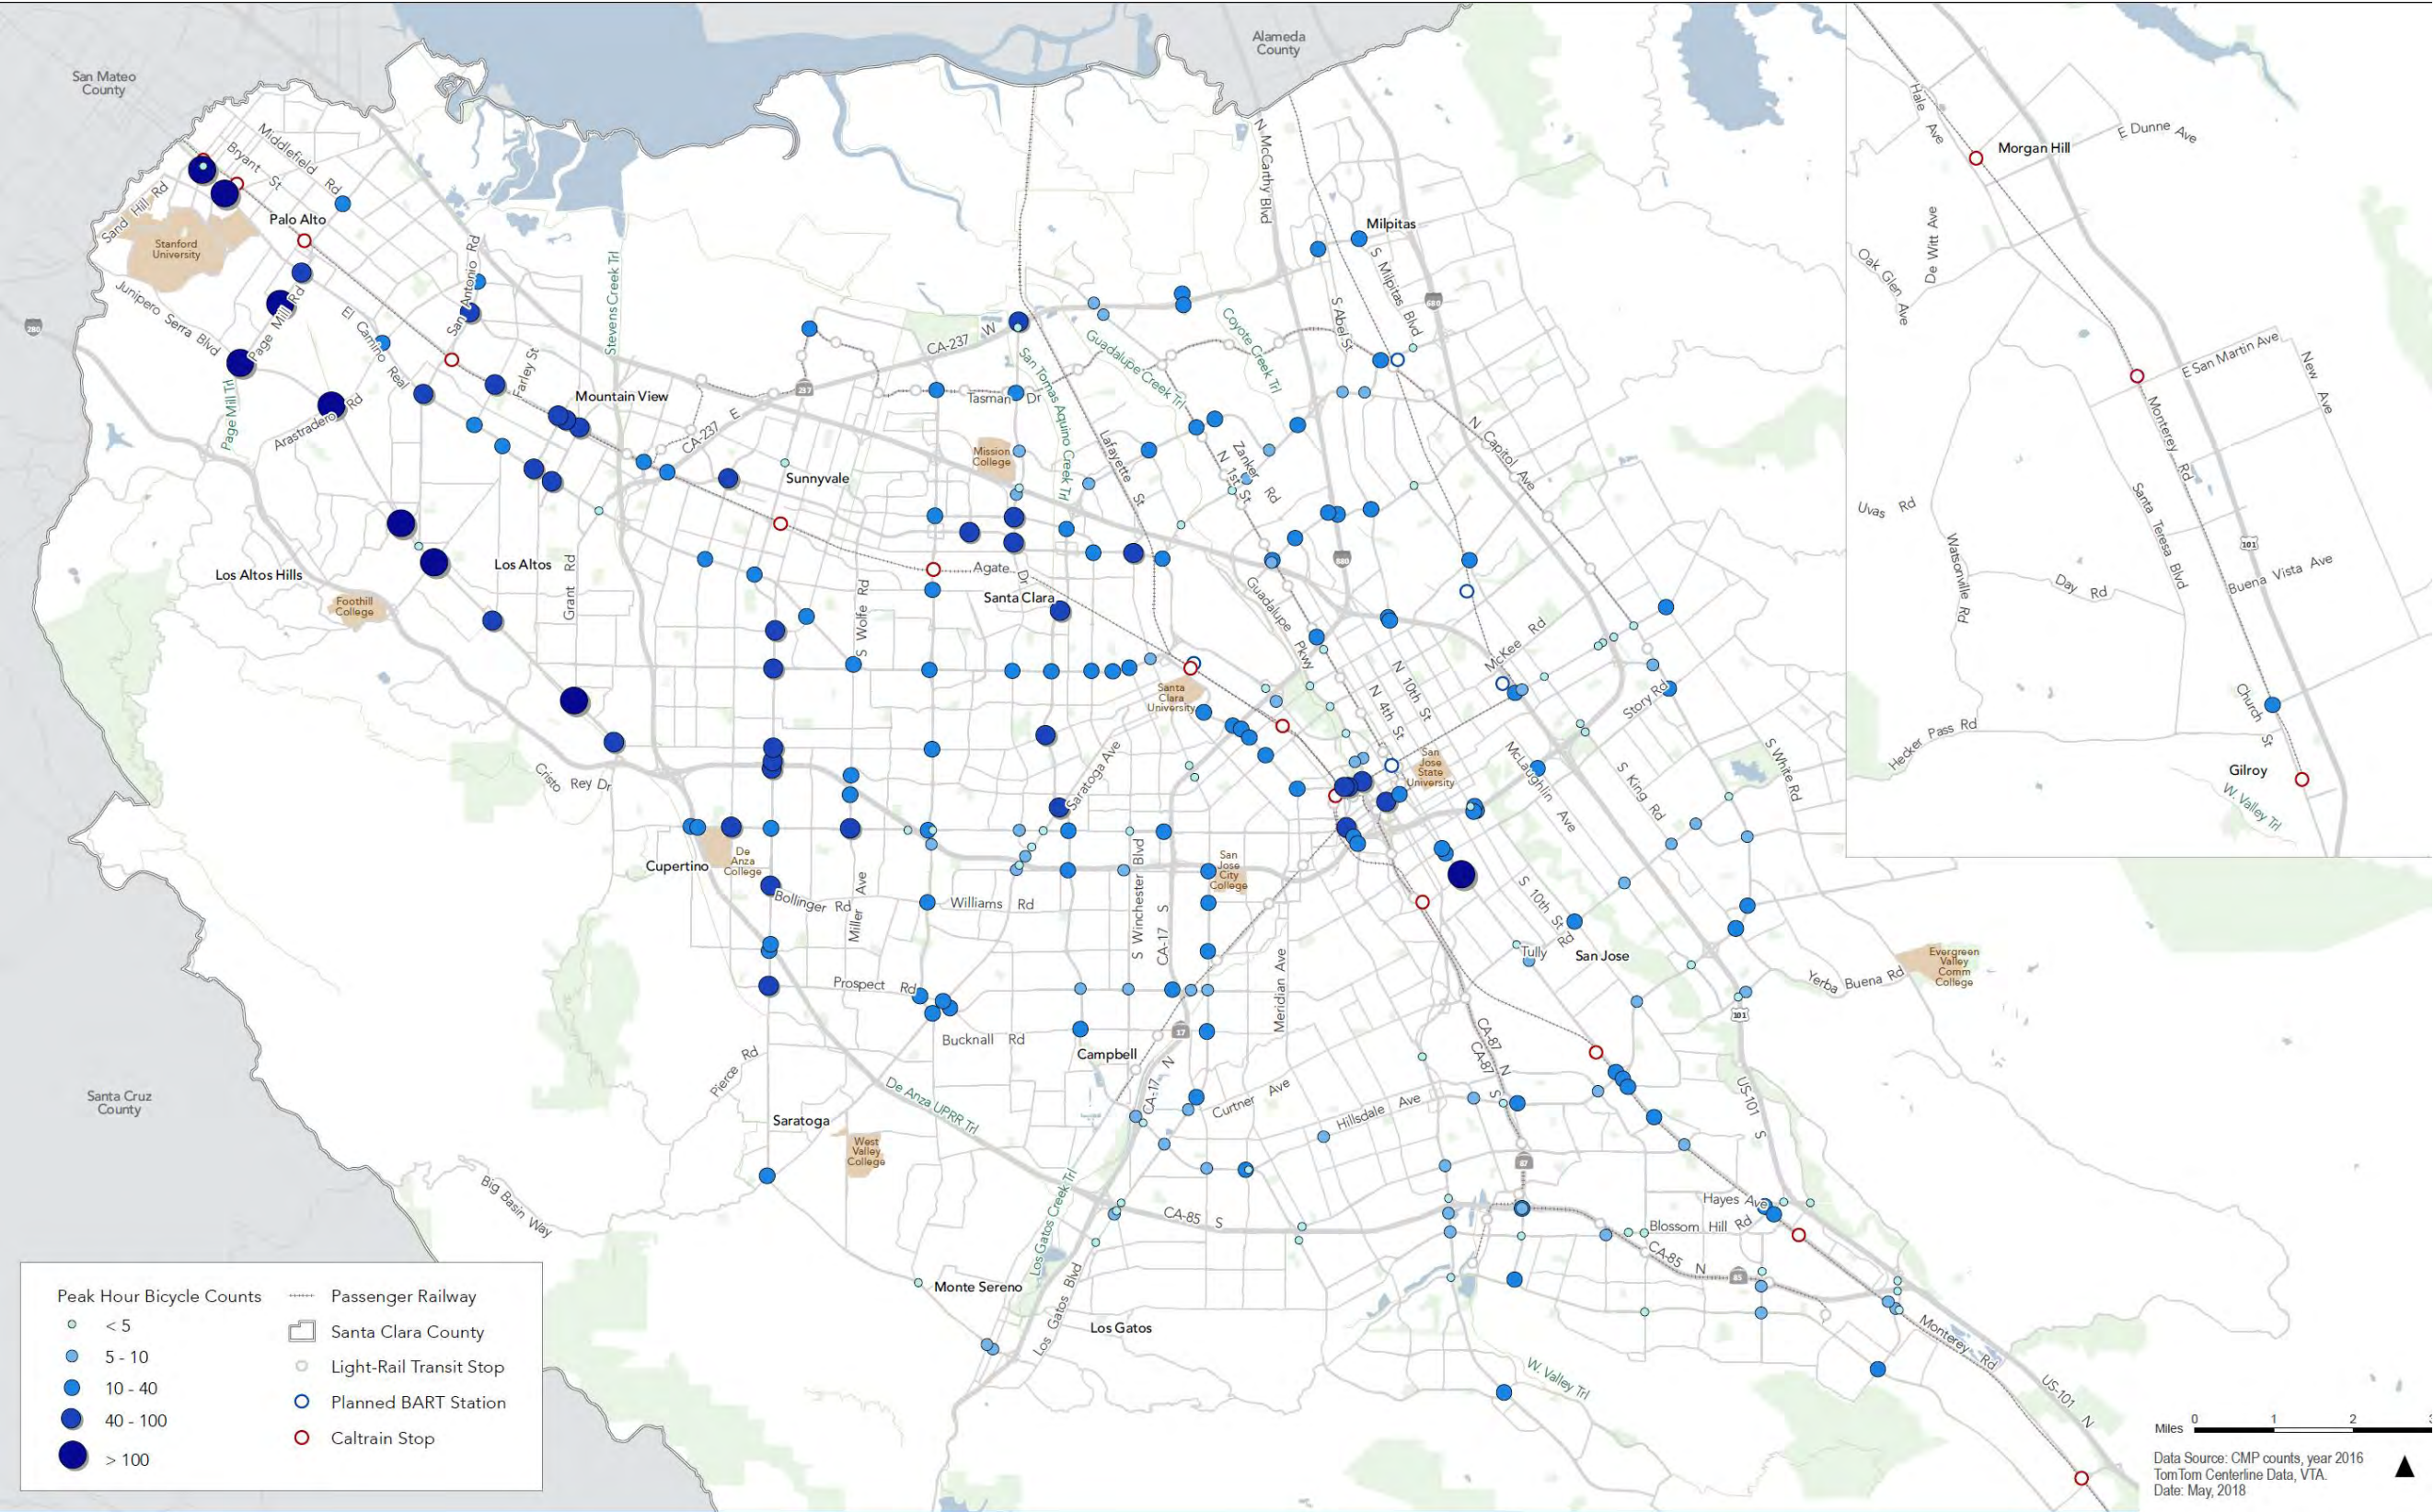 San Mateo
County
Alameda
County
Santa Cruz
County
Middlefield Rd
Bryant St
Sand Hill Rd
Palo Alto
Stanford
University
Junipero Serra Blvd
Page Mill Rd
Page Mill Trl
Arastradero Rd
El Camino Real
San Antonio Rd
Farley St
Stevens Creek Trl
Mountain View
280
237
CA-237 E
CA-237 W
Tasman Dr
Mission
College
San Tomas Aquino Creek Trl
Guadalupe Creek Trl
Coyote Creek Trl
N McCarthy Blvd
Milpitas
S Milpitas Blvd
S Abel St
680
N Capitol Ave
Lafayette St
Zanker Rd
N 1st St
880
Sunnyvale
Los Altos Hills
Los Altos
Grant Rd
Foothill
College
S Wolfe Rd
Agate Dr
Santa Clara
Guadalupe Pkwy
McKee Rd
N 10th St
N 4th St
Santa
Clara
University
Story Rd
San
Jose
State
University
McLaughlin Ave
S King Rd
S White Rd
Cristo Rey Dr
Saratoga Ave
Cupertino
De
Anza
College
Bollinger Rd
Miller Ave
Williams Rd
S Winchester Blvd
CA-17 S
San
Jose
City
College
S 10th St
Tully Rd
San Jose
Meridian Ave
Evergreen
Valley
Comm
College
Yerba Buena Rd
101
Prospect Rd
Bucknall Rd
17
Campbell
CA-87 N
CA-87 S
US-101 S
Pierce Rd
De Anza UPRR Trl
CA-17 N
Curtner Ave
Hillsdale Ave
Saratoga
West
Valley
College
87
Big Basin Way
Los Gatos Creek Trl
CA-85 S
Hayes Ave
Blossom Hill Rd
CA-85 N
85
Monte Sereno
Los Gatos Blvd
Los Gatos
W. Valley Trl
Monterey Rd
US-101 N
Hale Ave
Morgan Hill
E Dunne Ave
De Witt Ave
Oak Glen Ave
E San Martin Ave
New Ave
Monterey Rd
Uvas Rd
Santa Teresa Blvd
101
Watsonville Rd
Day Rd
Buena Vista Ave
Hecker Pass Rd
Church St
Gilroy
W. Valley Trl
Peak Hour Bicycle Counts
< 5
5 - 10
10 - 40
40 - 100
> 100
Passenger Railway
Santa Clara County
Light-Rail Transit Stop
Planned BART Station
Caltrain Stop
Miles 0 1 2
Data Source: CMP counts, year 2016
TomTom Centerline Data, VTA.
Date: May, 2018